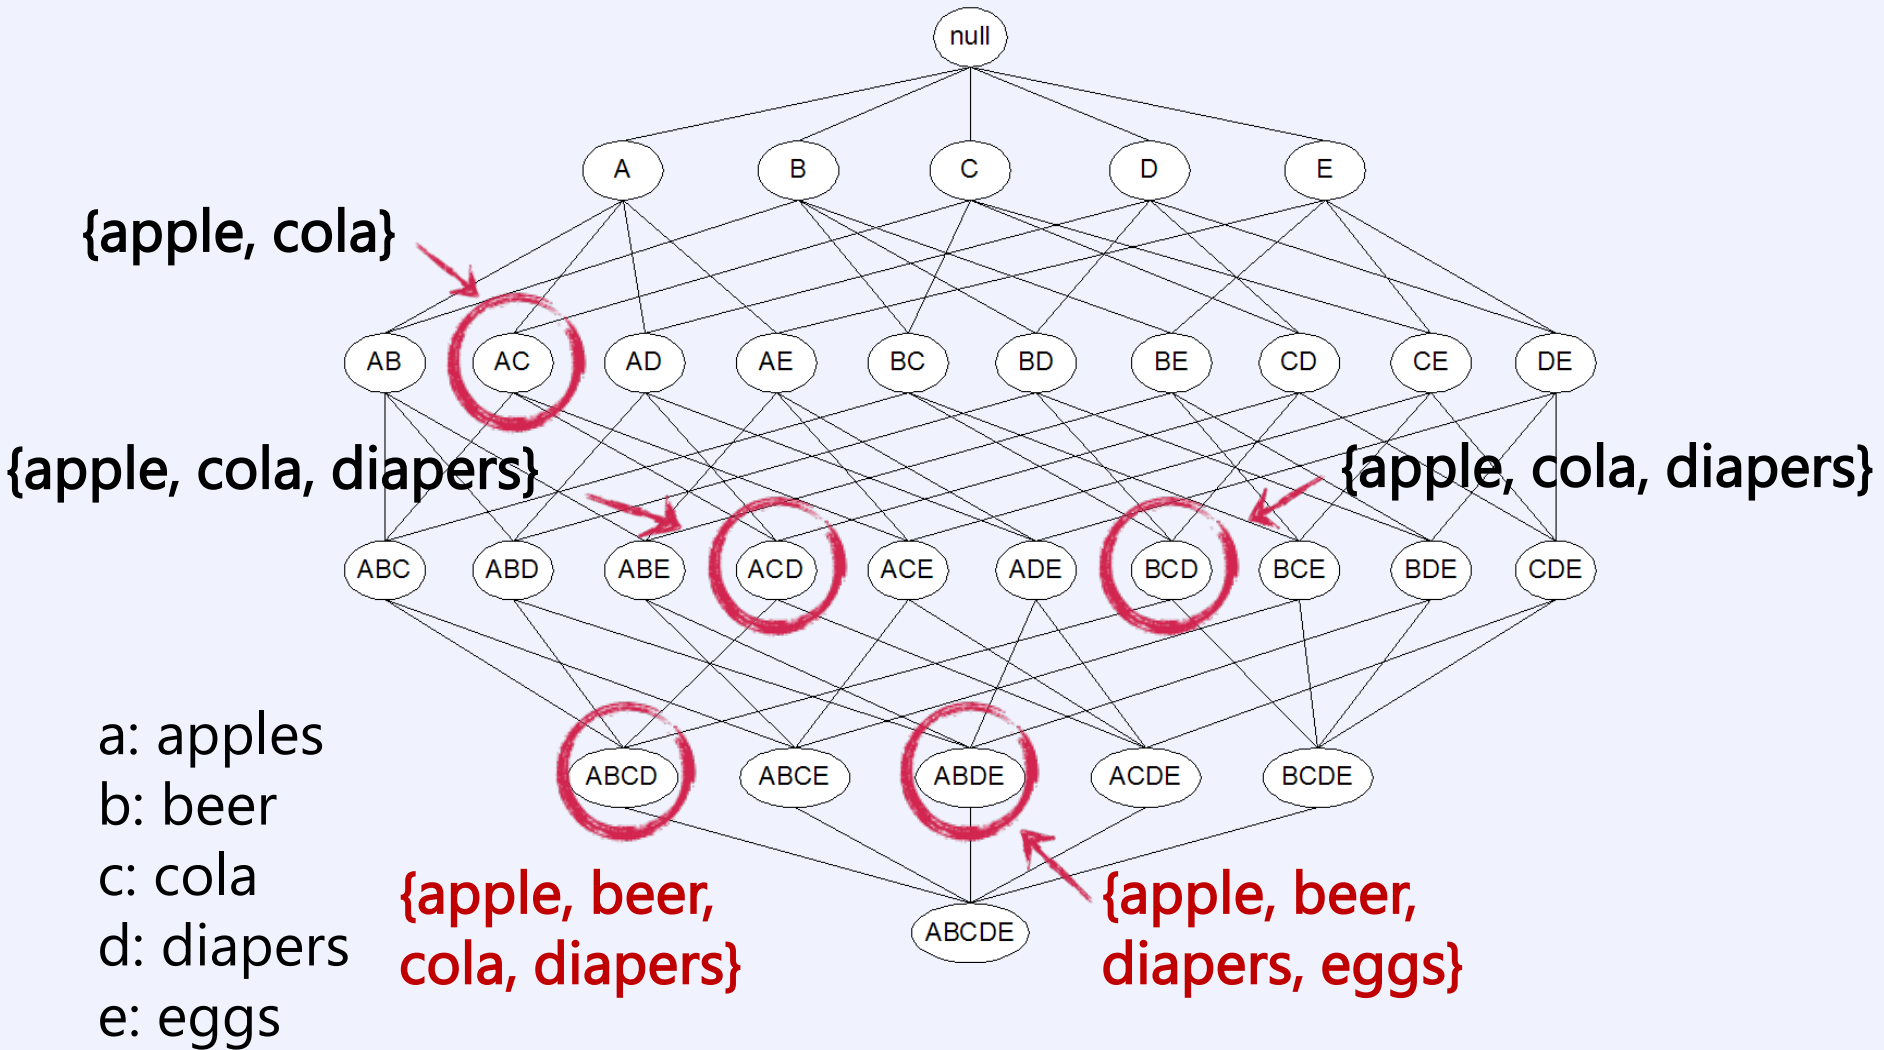 null
A B C D E
{apple, cola}
AB AC AD AE BC BD BE CD CE DE
{apple, cola, diapers}
{apple, cola, diapers}
ABC ABD ABE ACD ACE ADE BCD BCE BDE CDE
a: apples
b: beer
c: cola
d: diapers
e: eggs
ABCD ABCE ABDE ACDE BCDE
{apple, beer,
cola, diapers}
{apple, beer,
diapers, eggs}
ABCDE